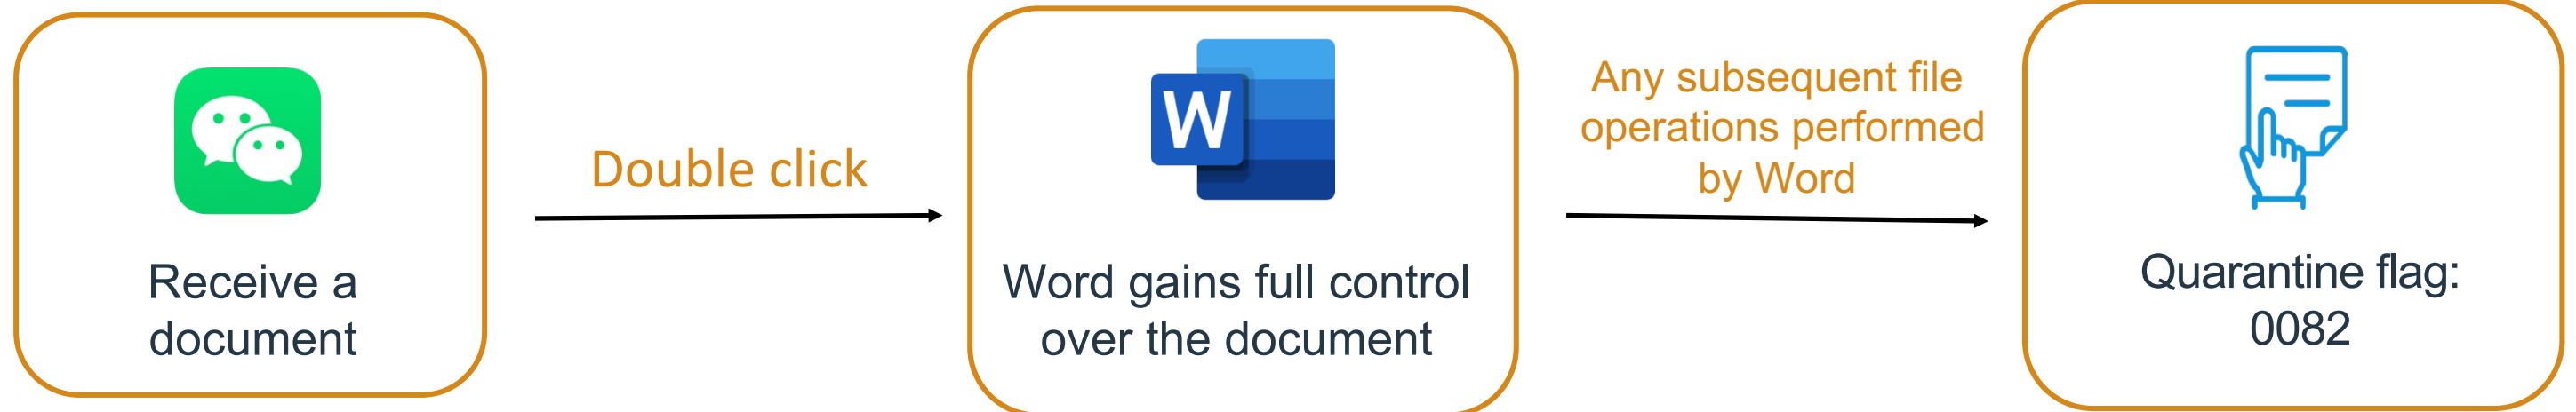 Receive a
document
Double click
W
Word gains full control
over the document
Any subsequent file
operations performed
by Word
Quarantine flag:
0082